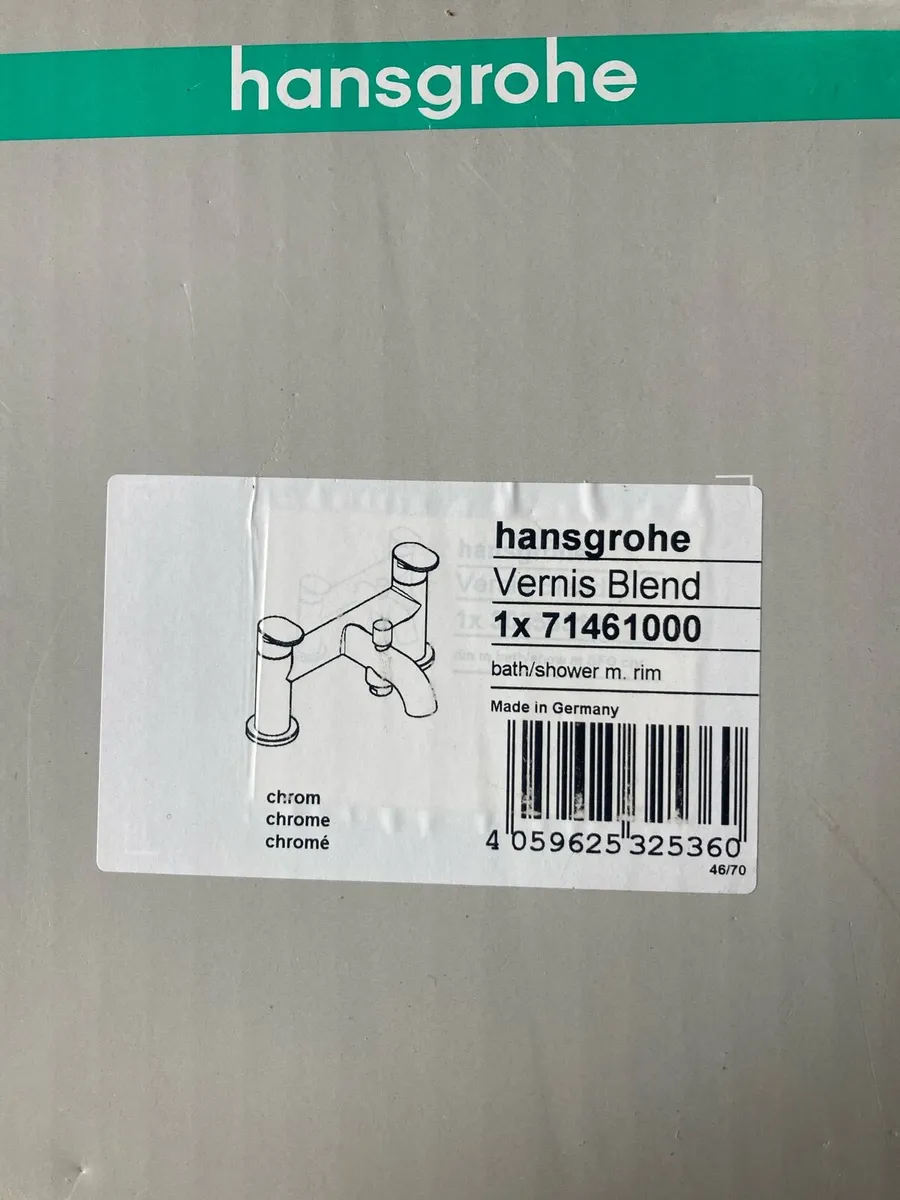 hansgrohe
hansgrohe
Vernis Blend
1x 71461000
bath/shower m. rim
Made in Germany
chrom
chrome
chromé
4 059625 325360
46/70